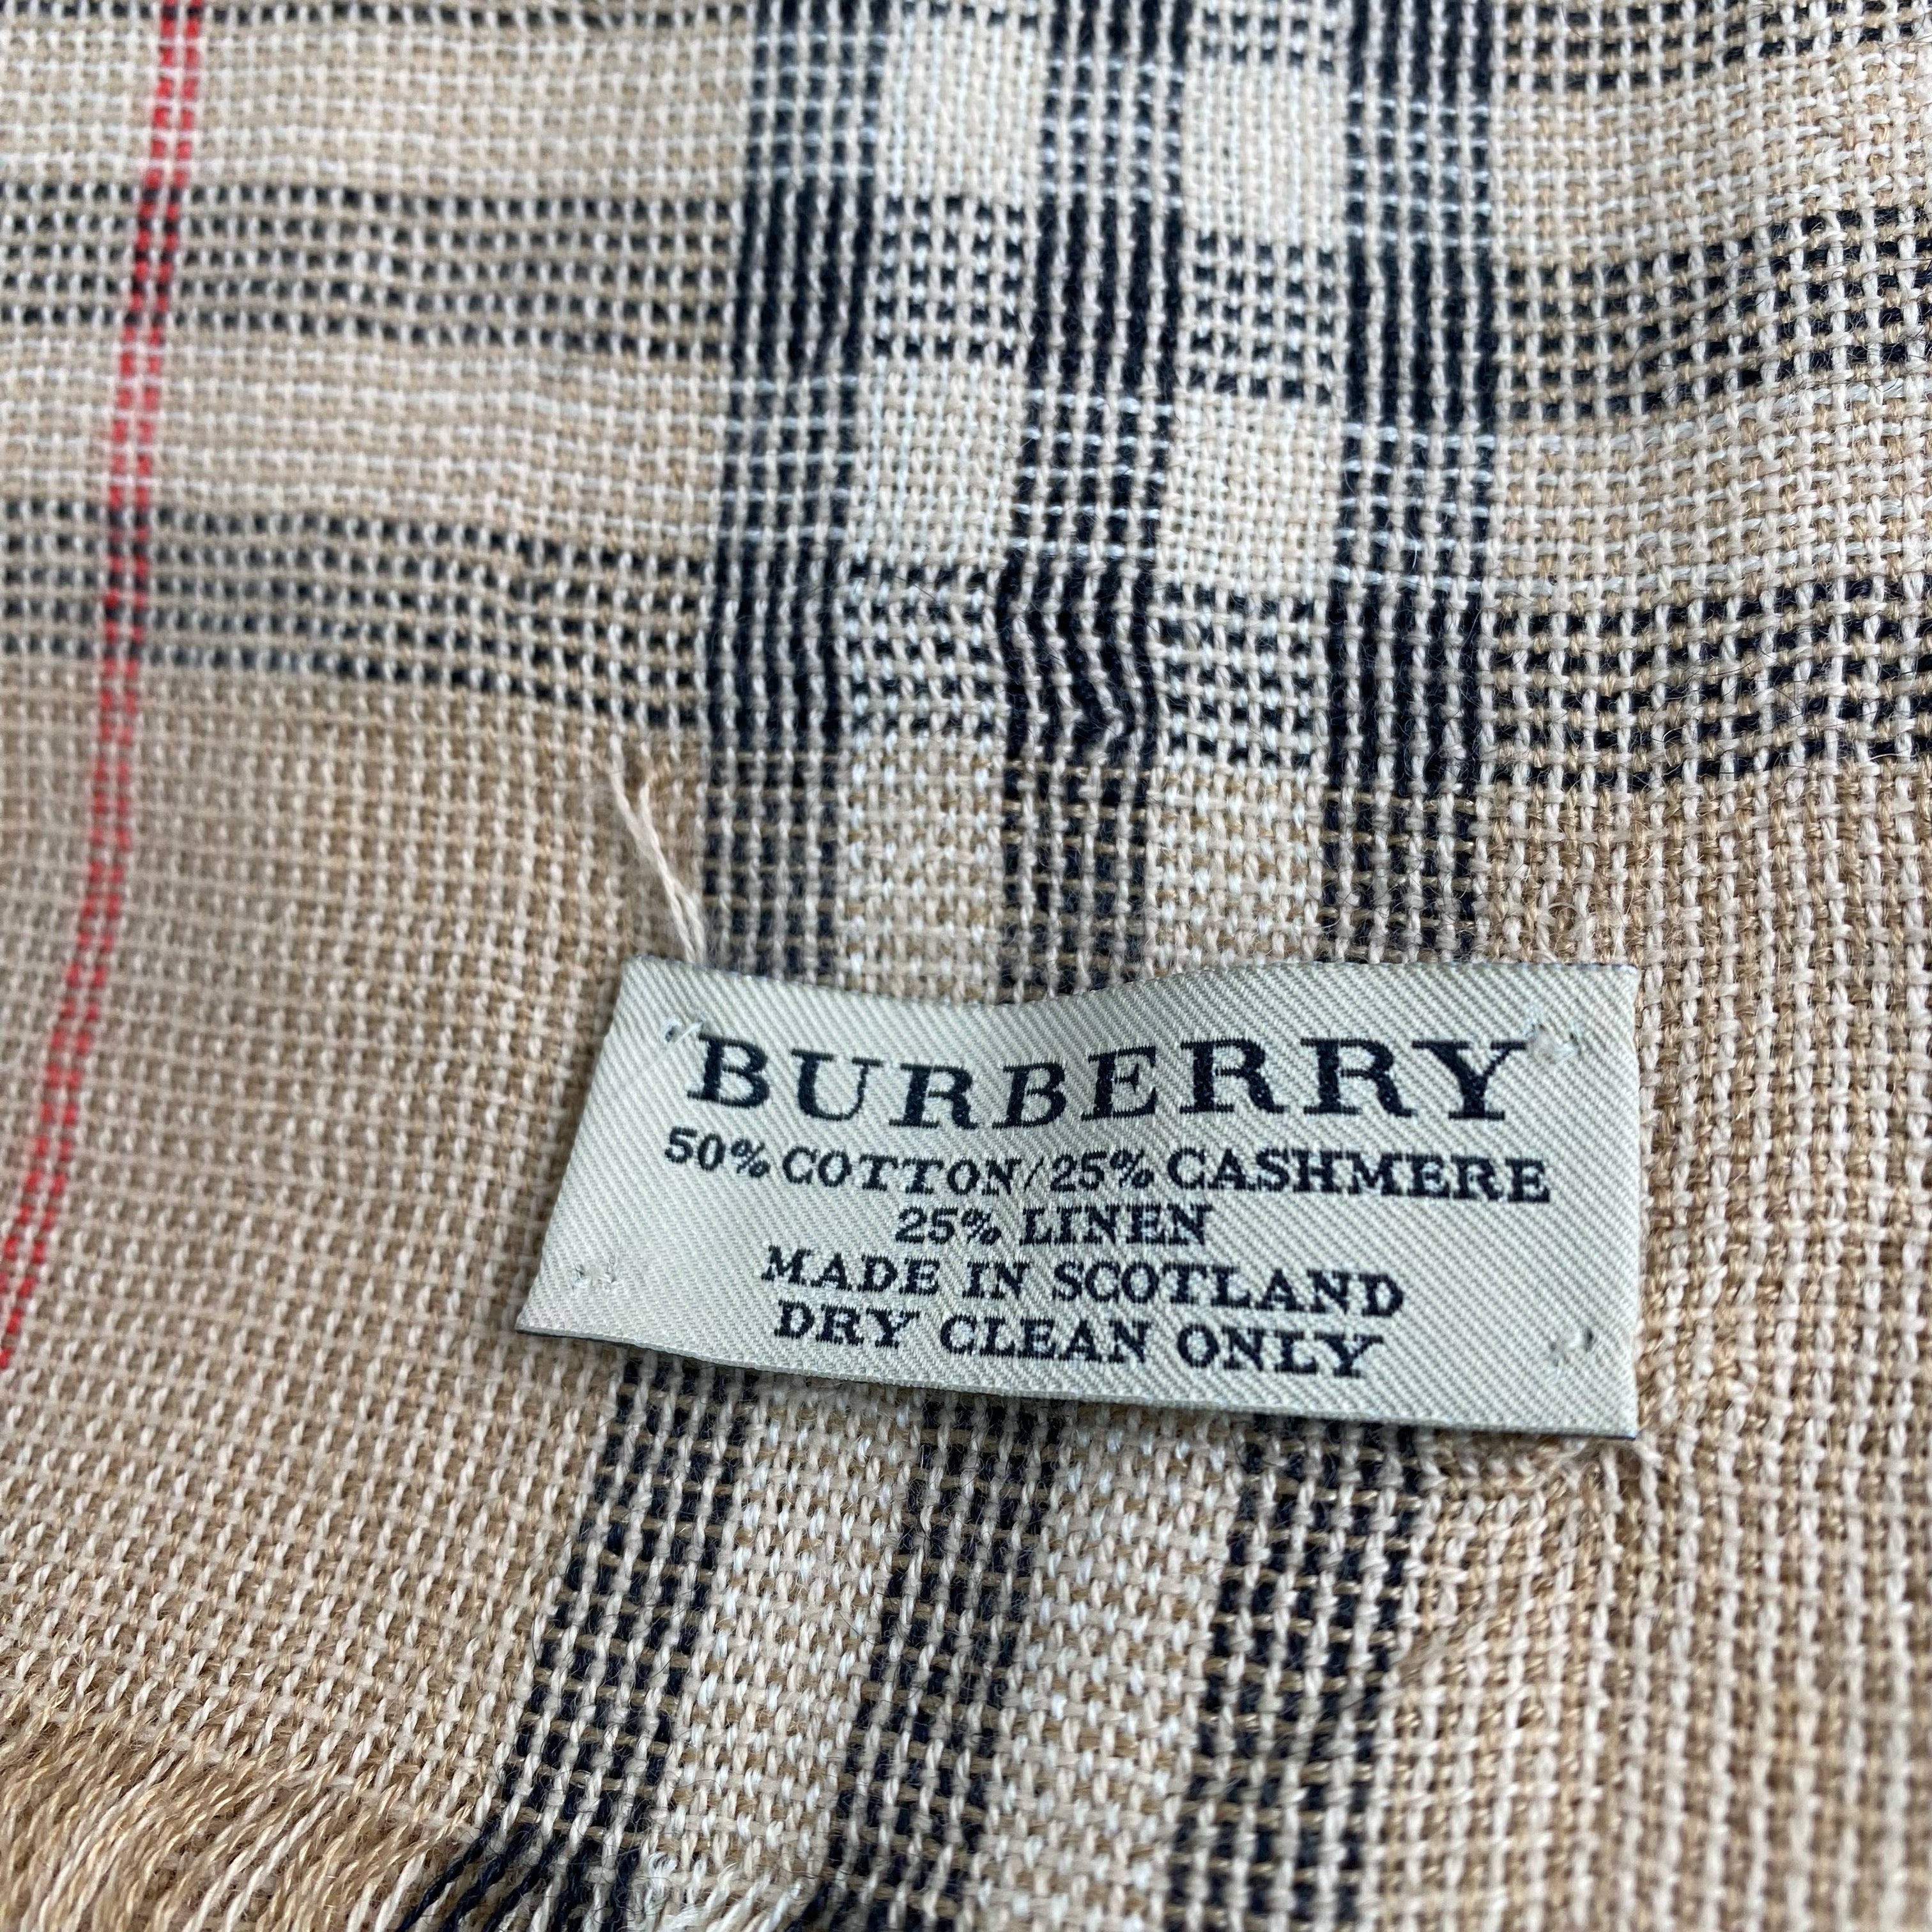 BURBERRY
50% COTTON/25% CASHMERE
25% LINEN
MADE IN SCOTLAND
DRY CLEAN ONLY